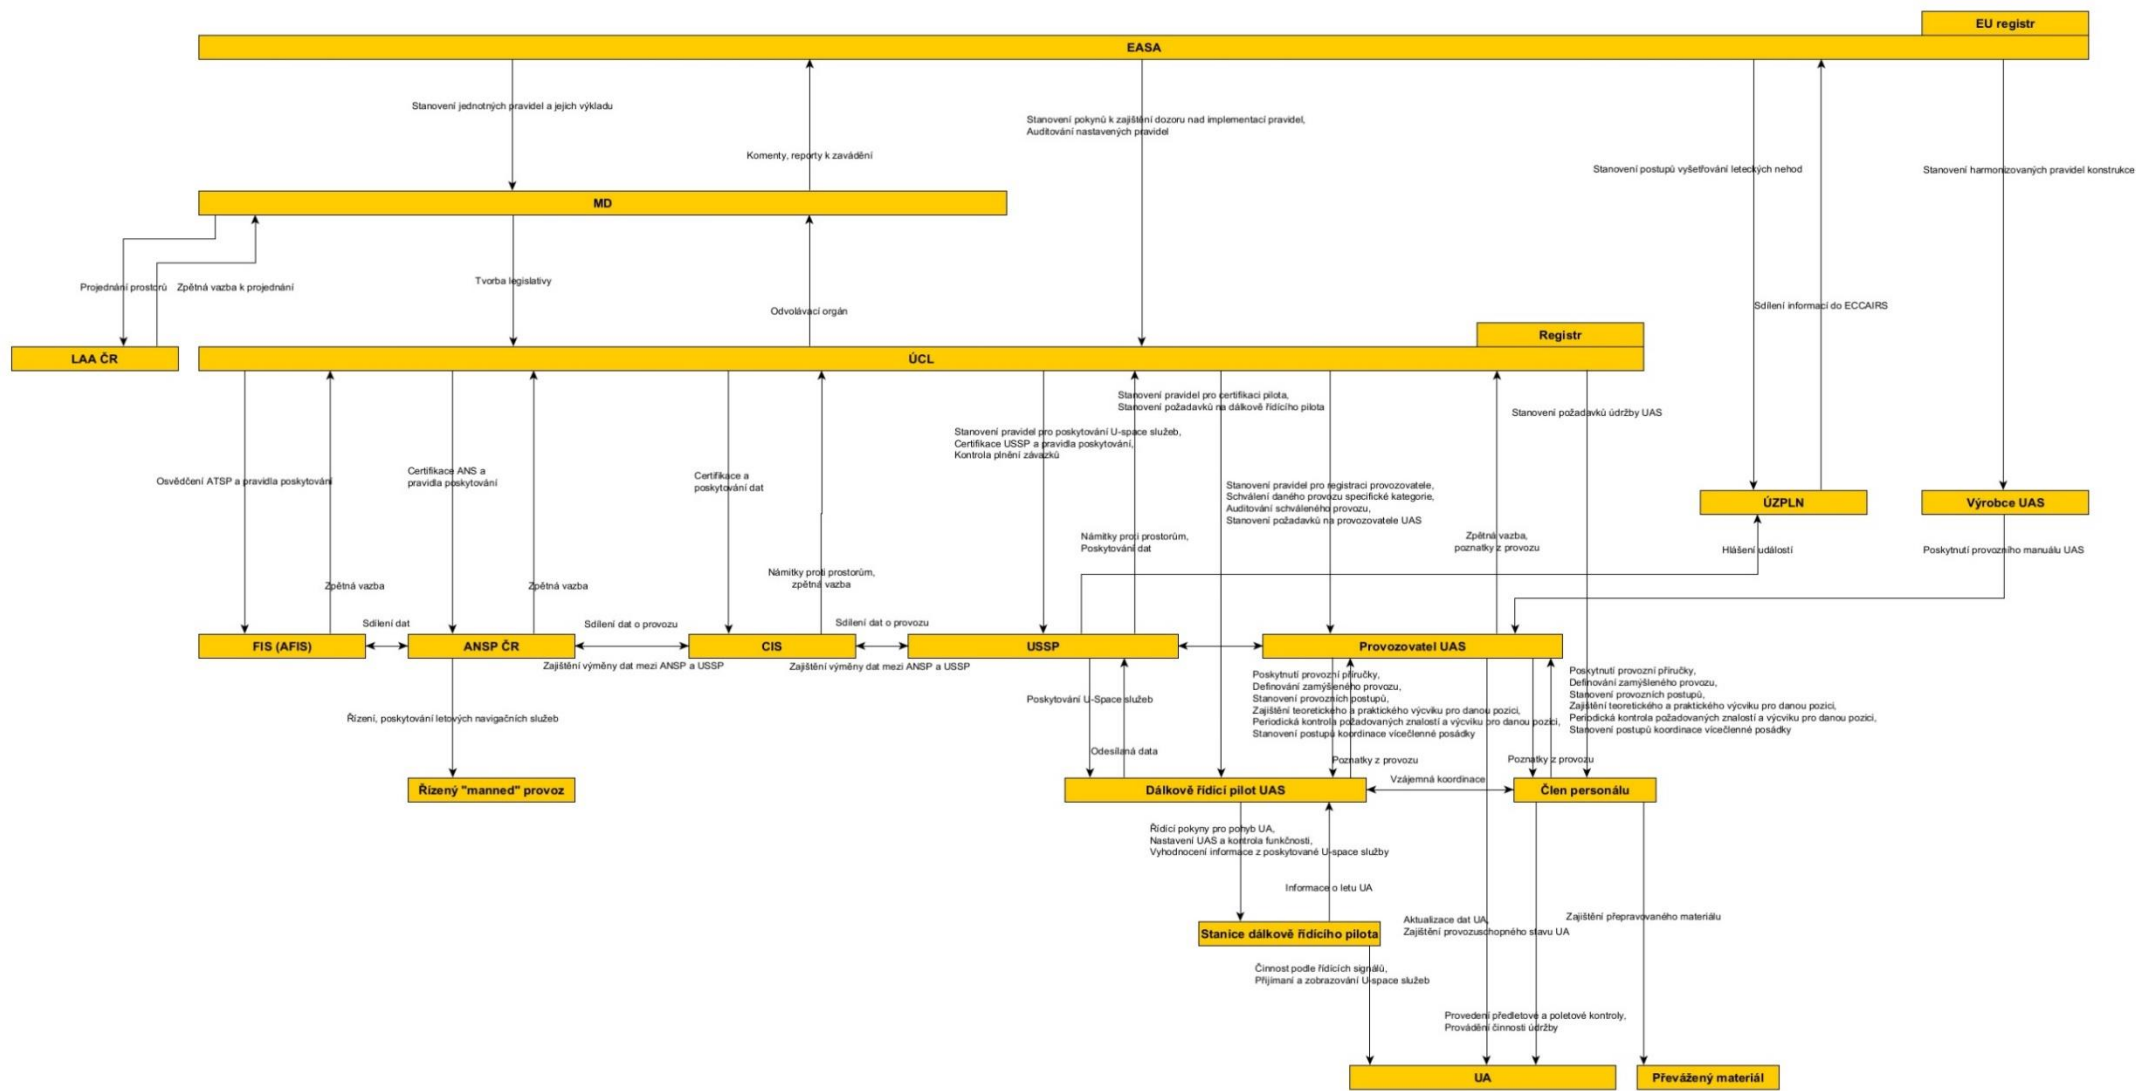 EU registr
EASA
Stanovení jednotných pravidel a jejich výkladu
Stanovení pokynů k zajištění dozoru nad implementací pravidel,
Auditování nastavených pravidel
Komenty, reporty k zavádění
Stanovení postupů vyšetřování leteckých nehod
Stanovení harmonizovaných pravidel konstrukce
MD
Projednání prostorů
Zpětná vazba k projednání
Tvorba legislativy
Odvolávací orgán
Sdílení informací do ECCAIRS
Registr
LAA ČR
ÚCL
Stanovení pravidel pro certifikaci pilota,
Stanovení požadavků na dálkově řídícího pilota
Stanovení požadavků údržby UAS
Stanovení pravidel pro poskytování U-space služeb,
Certifikace USSP a pravidla poskytování,
Kontrola plnění závazků
Osvědčení ATSP a pravidla poskytování
Certifikace ANS a
pravidla poskytování
Certifikace a
poskytování dat
Stanovení pravidel pro registraci provozovatele,
Schválení daného provozu specifické kategorie,
Auditování schváleného provozu,
Stanovení požadavků na provozovatele UAS
ÚZPLN
Výrobce UAS
Námitky proti prostorům,
Poskytování dat
Zpětná vazba,
poznatky z provozu
Hlášení událostí
Poskytnutí provozního manuálu UAS
Zpětná vazba
Zpětná vazba
Námitky proti prostorům,
zpětná vazba
Sdílení dat
Sdílení dat o provozu
Sdílení dat o provozu
FIS (AFIS)
ANSP ČR
CIS
USSP
Provozovatel UAS
Zajištění výměny dat mezi ANSP a USSP
Zajištění výměny dat mezi ANSP a USSP
Poskytování U-Space služeb
Poskytnutí provozní příručky,
Definování zamýšleného provozu,
Stanovení provozních postupů,
Zajištění teoretického a praktického výcviku pro danou pozici,
Periodická kontrola požadovaných znalostí a výcviku pro danou pozici,
Stanovení postupů koordinace vícečlenné posádky
Poskytnutí provozní příručky,
Definování zamýšleného provozu,
Stanovení provozních postupů,
Zajištění teoretického a praktického výcviku pro danou pozici,
Periodická kontrola požadovaných znalostí a výcviku pro danou pozici,
Stanovení postupů koordinace vícečlenné posádky
Řízení, poskytování letových navigačních služeb
Odesílaná data
Poznatky z provozu
Poznatky z provozu
Vzájemná koordinace
Řízený "manned" provoz
Dálkově řídící pilot UAS
Člen personálu
Řídící pokyny pro pohyb UA,
Nastavení UAS a kontrola funkčnosti,
Vyhodnocení informace z poskytované U-space služby
Informace o letu UA
Aktualizace dat UA,
Zajištění provozuschopného stavu UA
Zajištění přepravovaného materiálu
Stanice dálkově řídícího pilota
Činnost podle řídících signálů,
Přijímaní a zobrazování U-space služeb
Provedení předletové a poletové kontroly,
Provádění činnosti údržby
UA
Převážený materiál